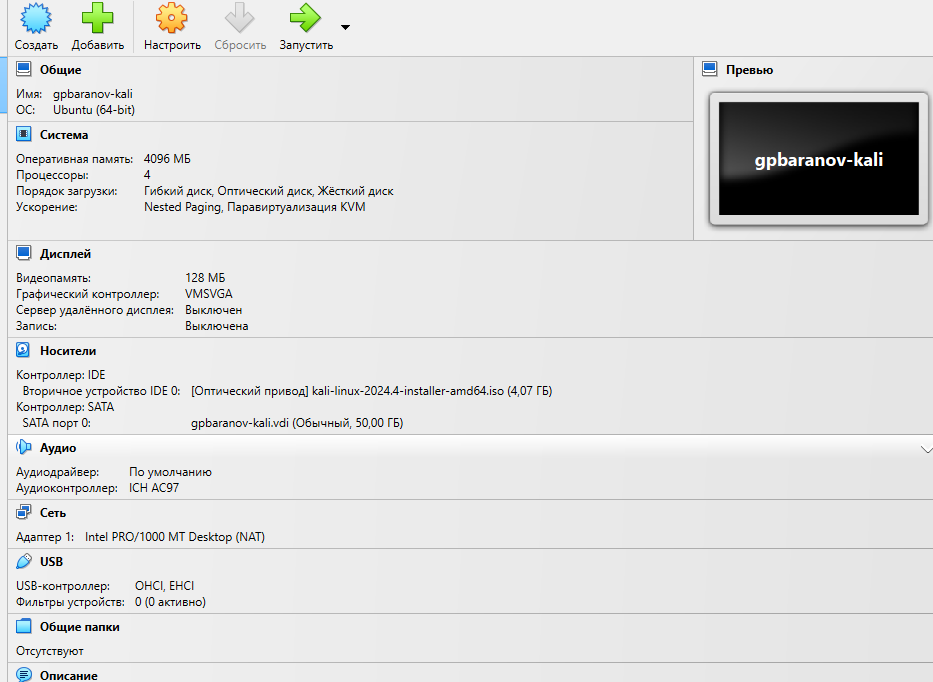 Создать Добавить Настроить Сбросить Запустить
Общие
Имя: gpbaranov-kali
ОС: Ubuntu (64-bit)
Превью
gpbaranov-kali
Система
Оперативная память: 4096 МБ
Процессоры: 4
Порядок загрузки: Гибкий диск, Оптический диск, Жёсткий диск
Ускорение: Nested Paging, Паравиртуализация KVM
Дисплей
Видеопамять: 128 МБ
Графический контроллер: VMSVGA
Сервер удалённого дисплея: Выключен
Запись: Выключена
Носители
Контроллер: IDE
Вторичное устройство IDE 0: [Оптический привод] kali-linux-2024.4-installer-amd64.iso (4,07 ГБ)
Контроллер: SATA
SATA порт 0: gpbaranov-kali.vdi (Обычный, 50,00 ГБ)
Аудио
Аудиодрайвер: По умолчанию
Аудиоконтроллер: ICH AC97
Сеть
Адаптер 1: Intel PRO/1000 MT Desktop (NAT)
USB
USB-контроллер: OHCI, EHCI
Фильтры устройств: 0 (0 активно)
Общие папки
Отсутствуют
Описание